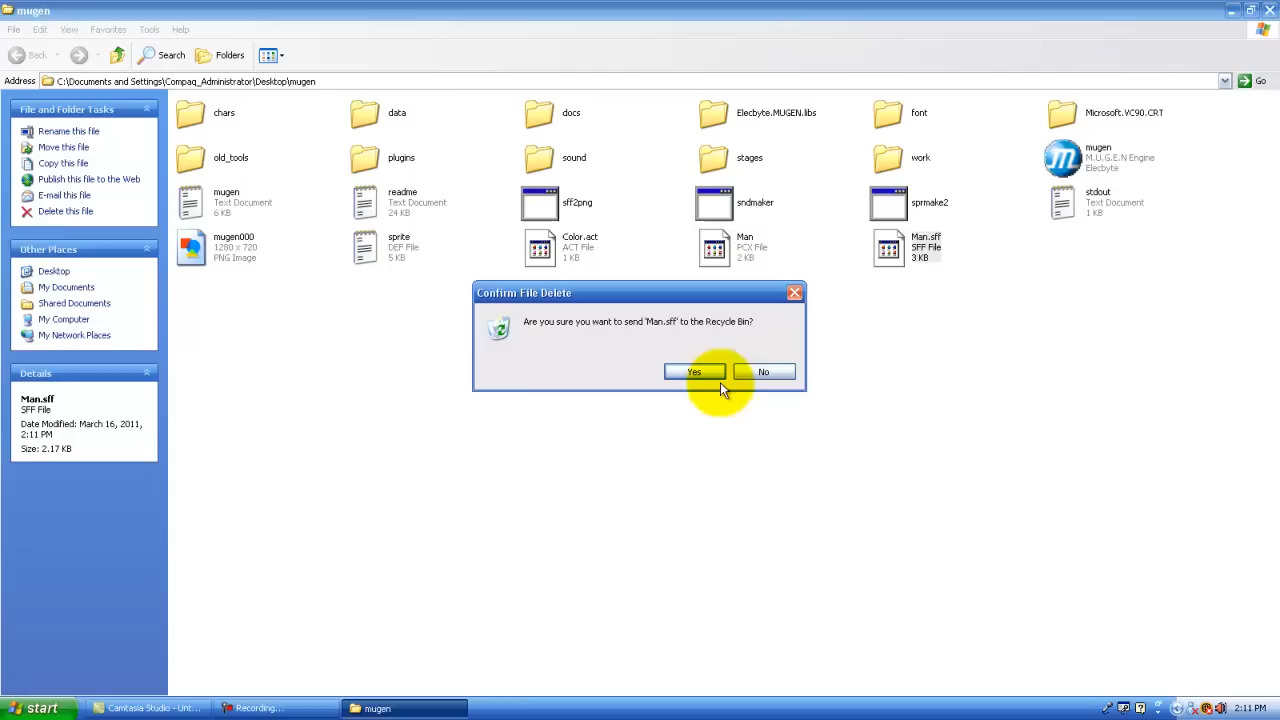 mugen
File Edit View Favorites Tools Help
Back Search Folders
Address C:\Documents and Settings\Compaq_Administrator\Desktop\mugen Go
File and Folder Tasks
Rename this file
Move this file
Copy this file
Publish this file to the Web
E-mail this file
Delete this file
Other Places
Desktop
My Documents
Shared Documents
My Computer
My Network Places
Details
Man.sff
SFF File
Date Modified: March 16, 2011,
2:11 PM
Size: 2.17 KB
chars
data
docs
Elecbyte.MUGEN.libs
font
Microsoft.VC90.CRT
old_tools
plugins
sound
stages
work
mugen
M.U.G.E.N Engine
Elecbyte
mugen
Text Document
6 KB
readme
Text Document
24 KB
sff2png
sndmaker
sprmake2
stdout
Text Document
1 KB
mugen000
1280 x 720
PNG Image
sprite
DEF File
5 KB
Color.act
ACT File
1 KB
Man
PCX File
2 KB
Man.sff
SFF File
3 KB
Confirm File Delete
Are you sure you want to send 'Man.sff' to the Recycle Bin?
Yes No
start Camtasia Studio - Unt... Recording... mugen 2:11 PM